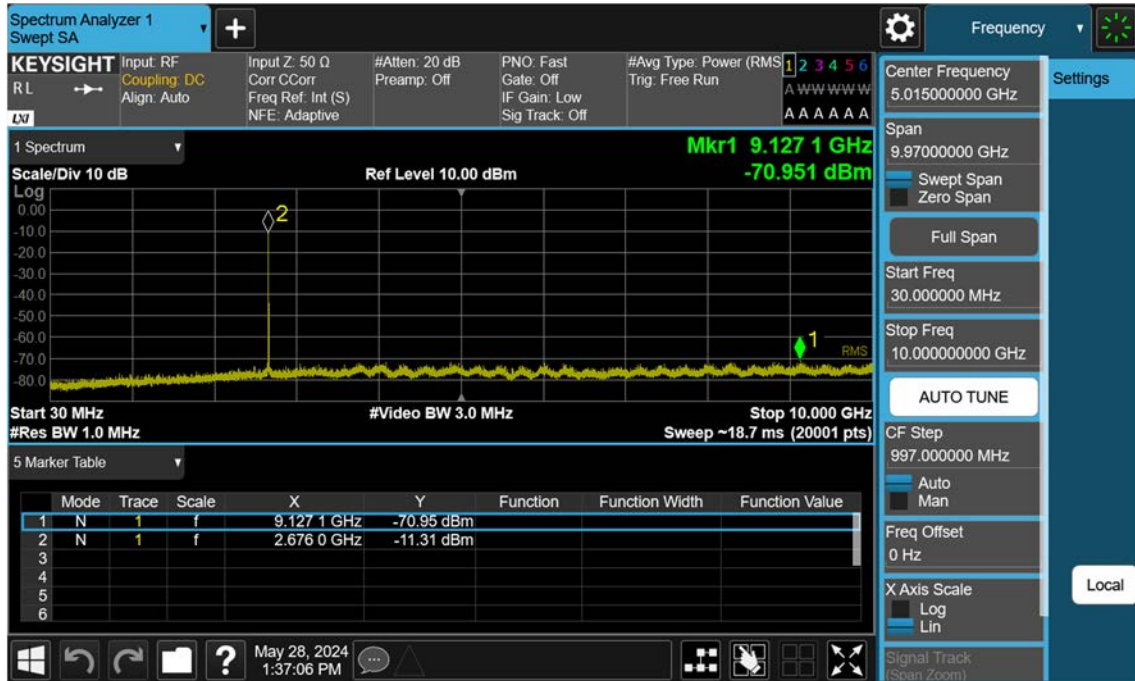 Spectrum Analyzer 1
Swept SA
Frequency
KEYSIGHT
RL
LXI
Input: RF
Coupling: DC
Align: Auto
Input Z: 50 Ω
Corr CCorr
Freq Ref: Int (S)
NFE: Adaptive
#Atten: 20 dB
Preamp: Off
PNO: Fast
Gate: Off
IF Gain: Low
Sig Track: Off
#Avg Type: Power (RMS
Trig: Free Run
1 2 3 4 5 6
A W W W W W
A A A A A A
1 Spectrum
Mkr1 9.127 1 GHz
Scale/Div 10 dB
Ref Level 10.00 dBm
-70.951 dBm
Log
0.00
-10.0
-20.0
-30.0
-40.0
-50.0
-60.0
-70.0
-80.0
2
1
RMS
Start 30 MHz
#Video BW 3.0 MHz
Stop 10.000 GHz
#Res BW 1.0 MHz
Sweep ~18.7 ms (20001 pts)
5 Marker Table
Mode Trace Scale X Y Function Function Width Function Value
1 N 1 f 9.127 1 GHz -70.95 dBm
2 N 1 f 2.676 0 GHz -11.31 dBm
3
4
5
6
?
May 28, 2024
1:37:06 PM
Center Frequency
5.015000000 GHz
Span
9.97000000 GHz
Swept Span
Zero Span
Full Span
Start Freq
30.000000 MHz
Stop Freq
10.000000000 GHz
AUTO TUNE
CF Step
997.000000 MHz
Auto
Man
Freq Offset
0 Hz
X Axis Scale
Log
Lin
Signal Track
(Span Zoom)
Settings
Local